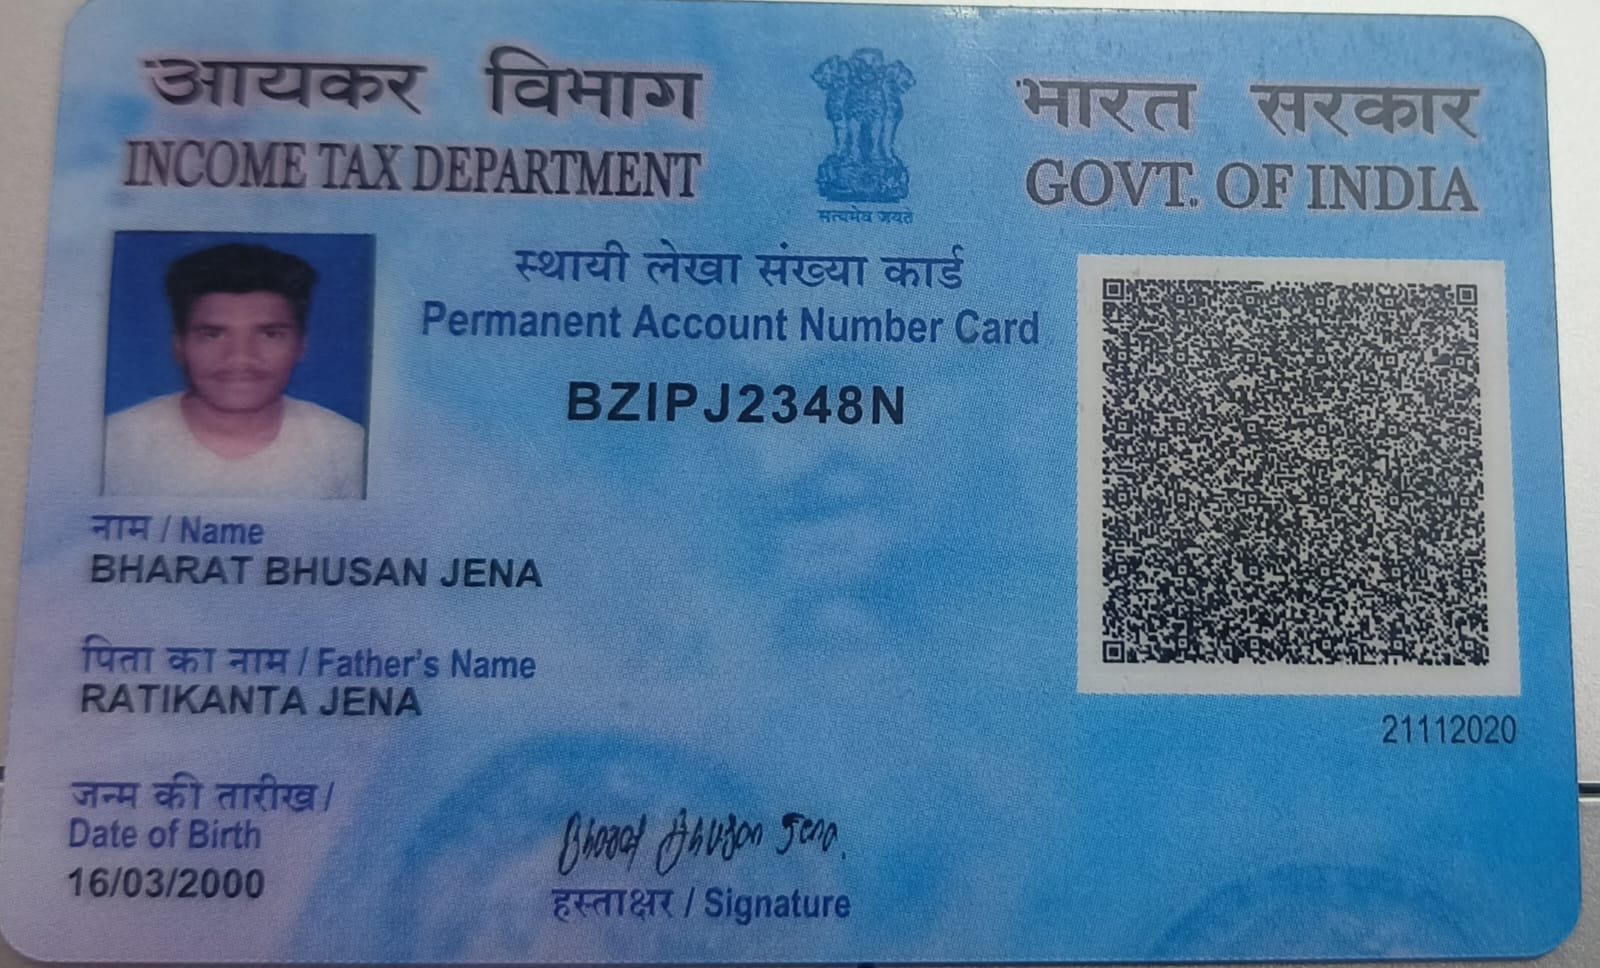 आयकर विभाग
INCOME TAX DEPARTMENT
भारत सरकार
GOVT. OF INDIA
सत्यमेव जयते
स्थायी लेखा संख्या कार्ड
Permanent Account Number Card
BZIPJ2348N
नाम / Name
BHARAT BHUSAN JENA
पिता का नाम / Father's Name
RATIKANTA JENA
21112020
जन्म की तारीख /
Date of Birth
16/03/2000
Bharat Bhusan Jena
हस्ताक्षर / Signature